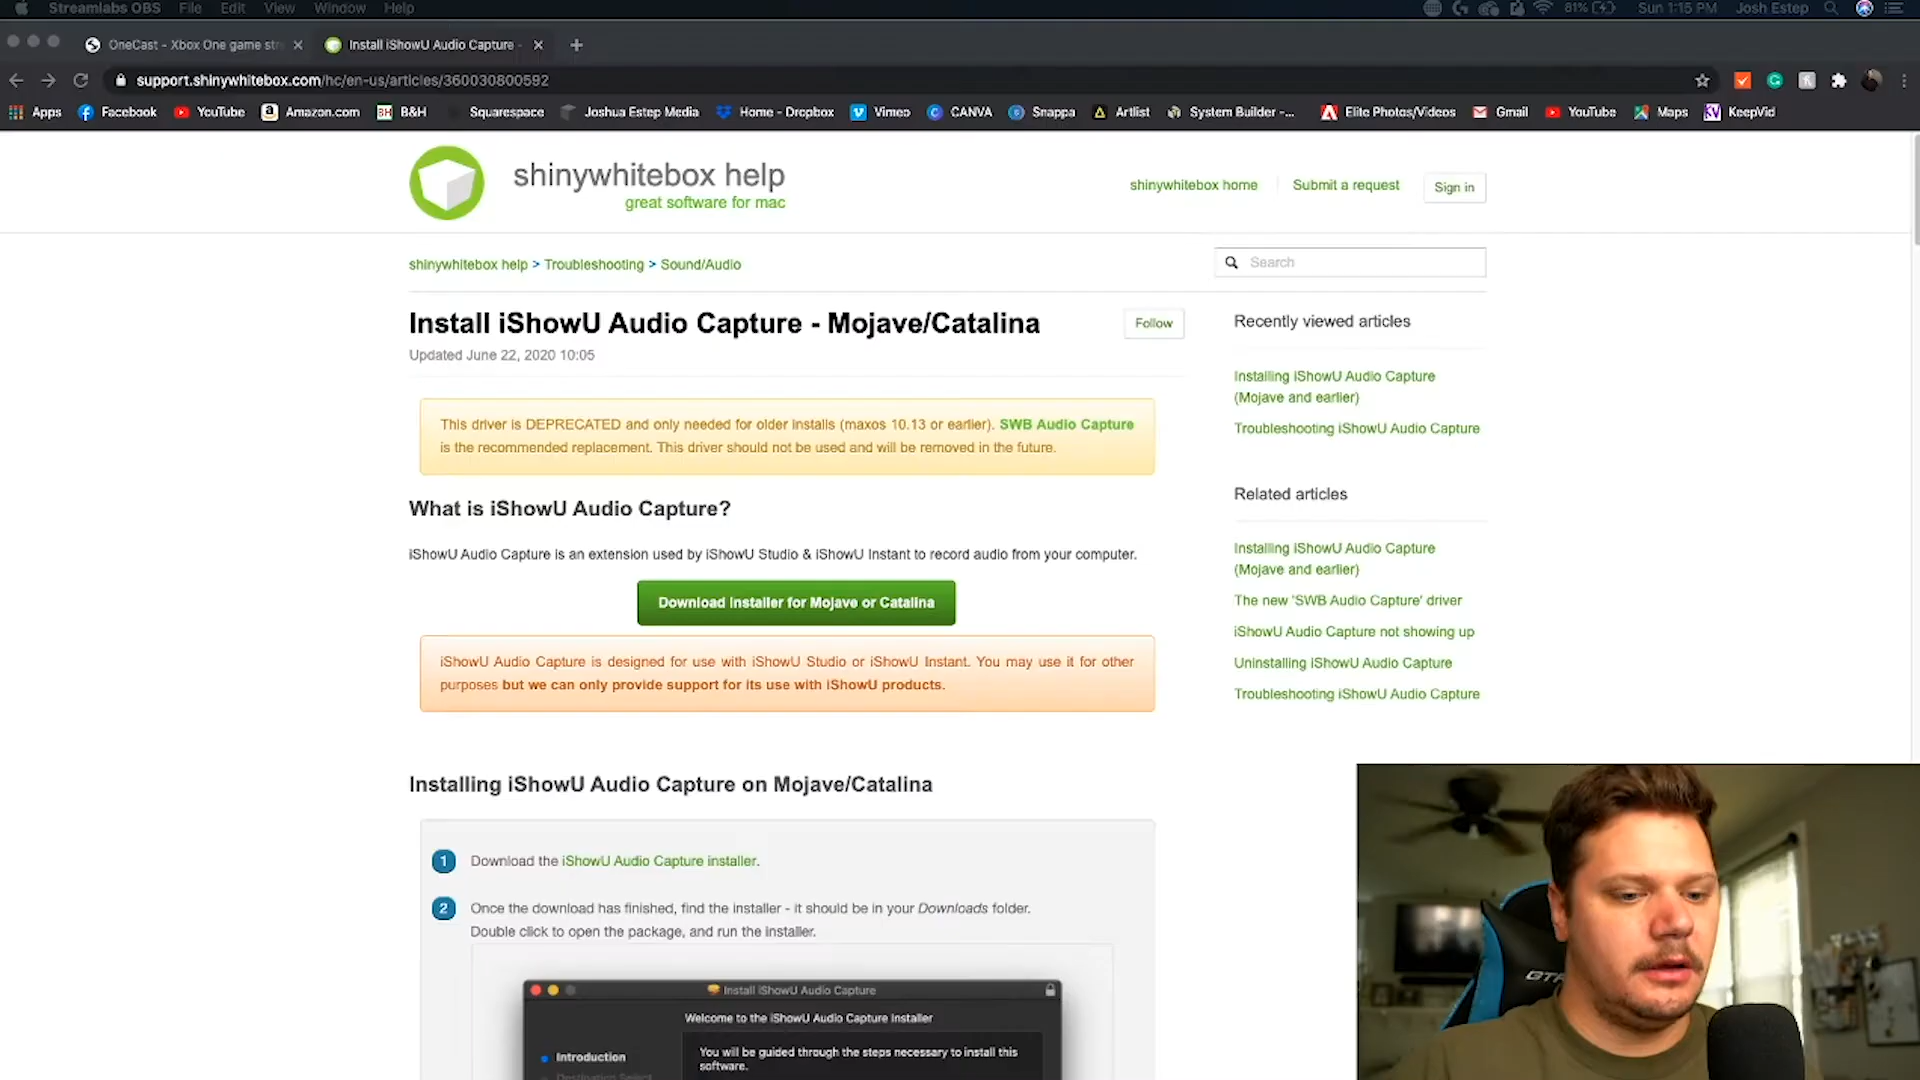 Streamlabs OBS File Edit View Window Help 81% Sun 1:15 PM Josh Estep
OneCast - Xbox One game str Install iShowU Audio Capture -
support.shinywhitebox.com/hc/en-us/articles/360030800592
Apps Facebook YouTube Amazon.com B&H Squarespace Joshua Estep Media Home - Dropbox Vimeo CANVA Snappa Artlist System Builder -... Elite Photos/Videos Gmail YouTube Maps KeepVid
shinywhitebox help
great software for mac
shinywhitebox home Submit a request Sign in
shinywhitebox help > Troubleshooting > Sound/Audio
Search
Install iShowU Audio Capture - Mojave/Catalina
Follow
Updated June 22, 2020 10:05
This driver is DEPRECATED and only needed for older installs (maxos 10.13 or earlier). SWB Audio Capture
is the recommended replacement. This driver should not be used and will be removed in the future.
What is iShowU Audio Capture?
iShowU Audio Capture is an extension used by iShowU Studio & iShowU Instant to record audio from your computer.
Download Installer for Mojave or Catalina
iShowU Audio Capture is designed for use with iShowU Studio or iShowU Instant. You may use it for other
purposes but we can only provide support for its use with iShowU products.
Installing iShowU Audio Capture on Mojave/Catalina
1 Download the iShowU Audio Capture installer.
2 Once the download has finished, find the installer - it should be in your Downloads folder.
Double click to open the package, and run the installer.
Install iShowU Audio Capture
Welcome to the iShowU Audio Capture Installer
Introduction
Destination Select
You will be guided through the steps necessary to install this
software.
Recently viewed articles
Installing iShowU Audio Capture
(Mojave and earlier)
Troubleshooting iShowU Audio Capture
Related articles
Installing iShowU Audio Capture
(Mojave and earlier)
The new 'SWB Audio Capture' driver
iShowU Audio Capture not showing up
Uninstalling iShowU Audio Capture
Troubleshooting iShowU Audio Capture